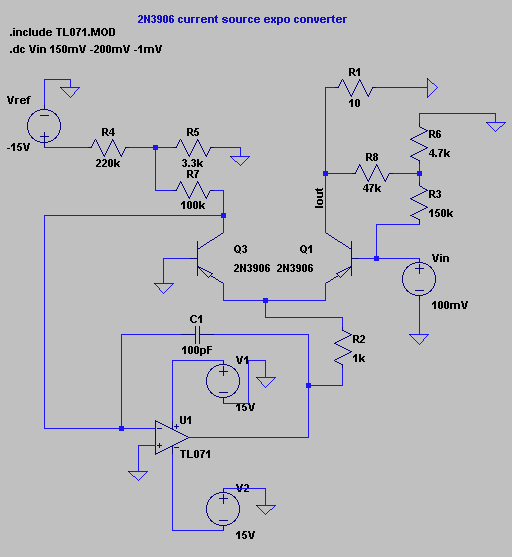 2N3906 current source expo converter
.include TL071.MOD
.dc Vin 150mV -200mV -1mV
R1
10
Vref
-15V
R4
220k
R5
3.3k
R7
100k
R6
4.7k
R8
47k
R3
150k
Iout
Q3
2N3906
Q1
2N3906
Vin
100mV
C1
100pF
R2
1k
V1
15V
U1
TL071
V2
15V